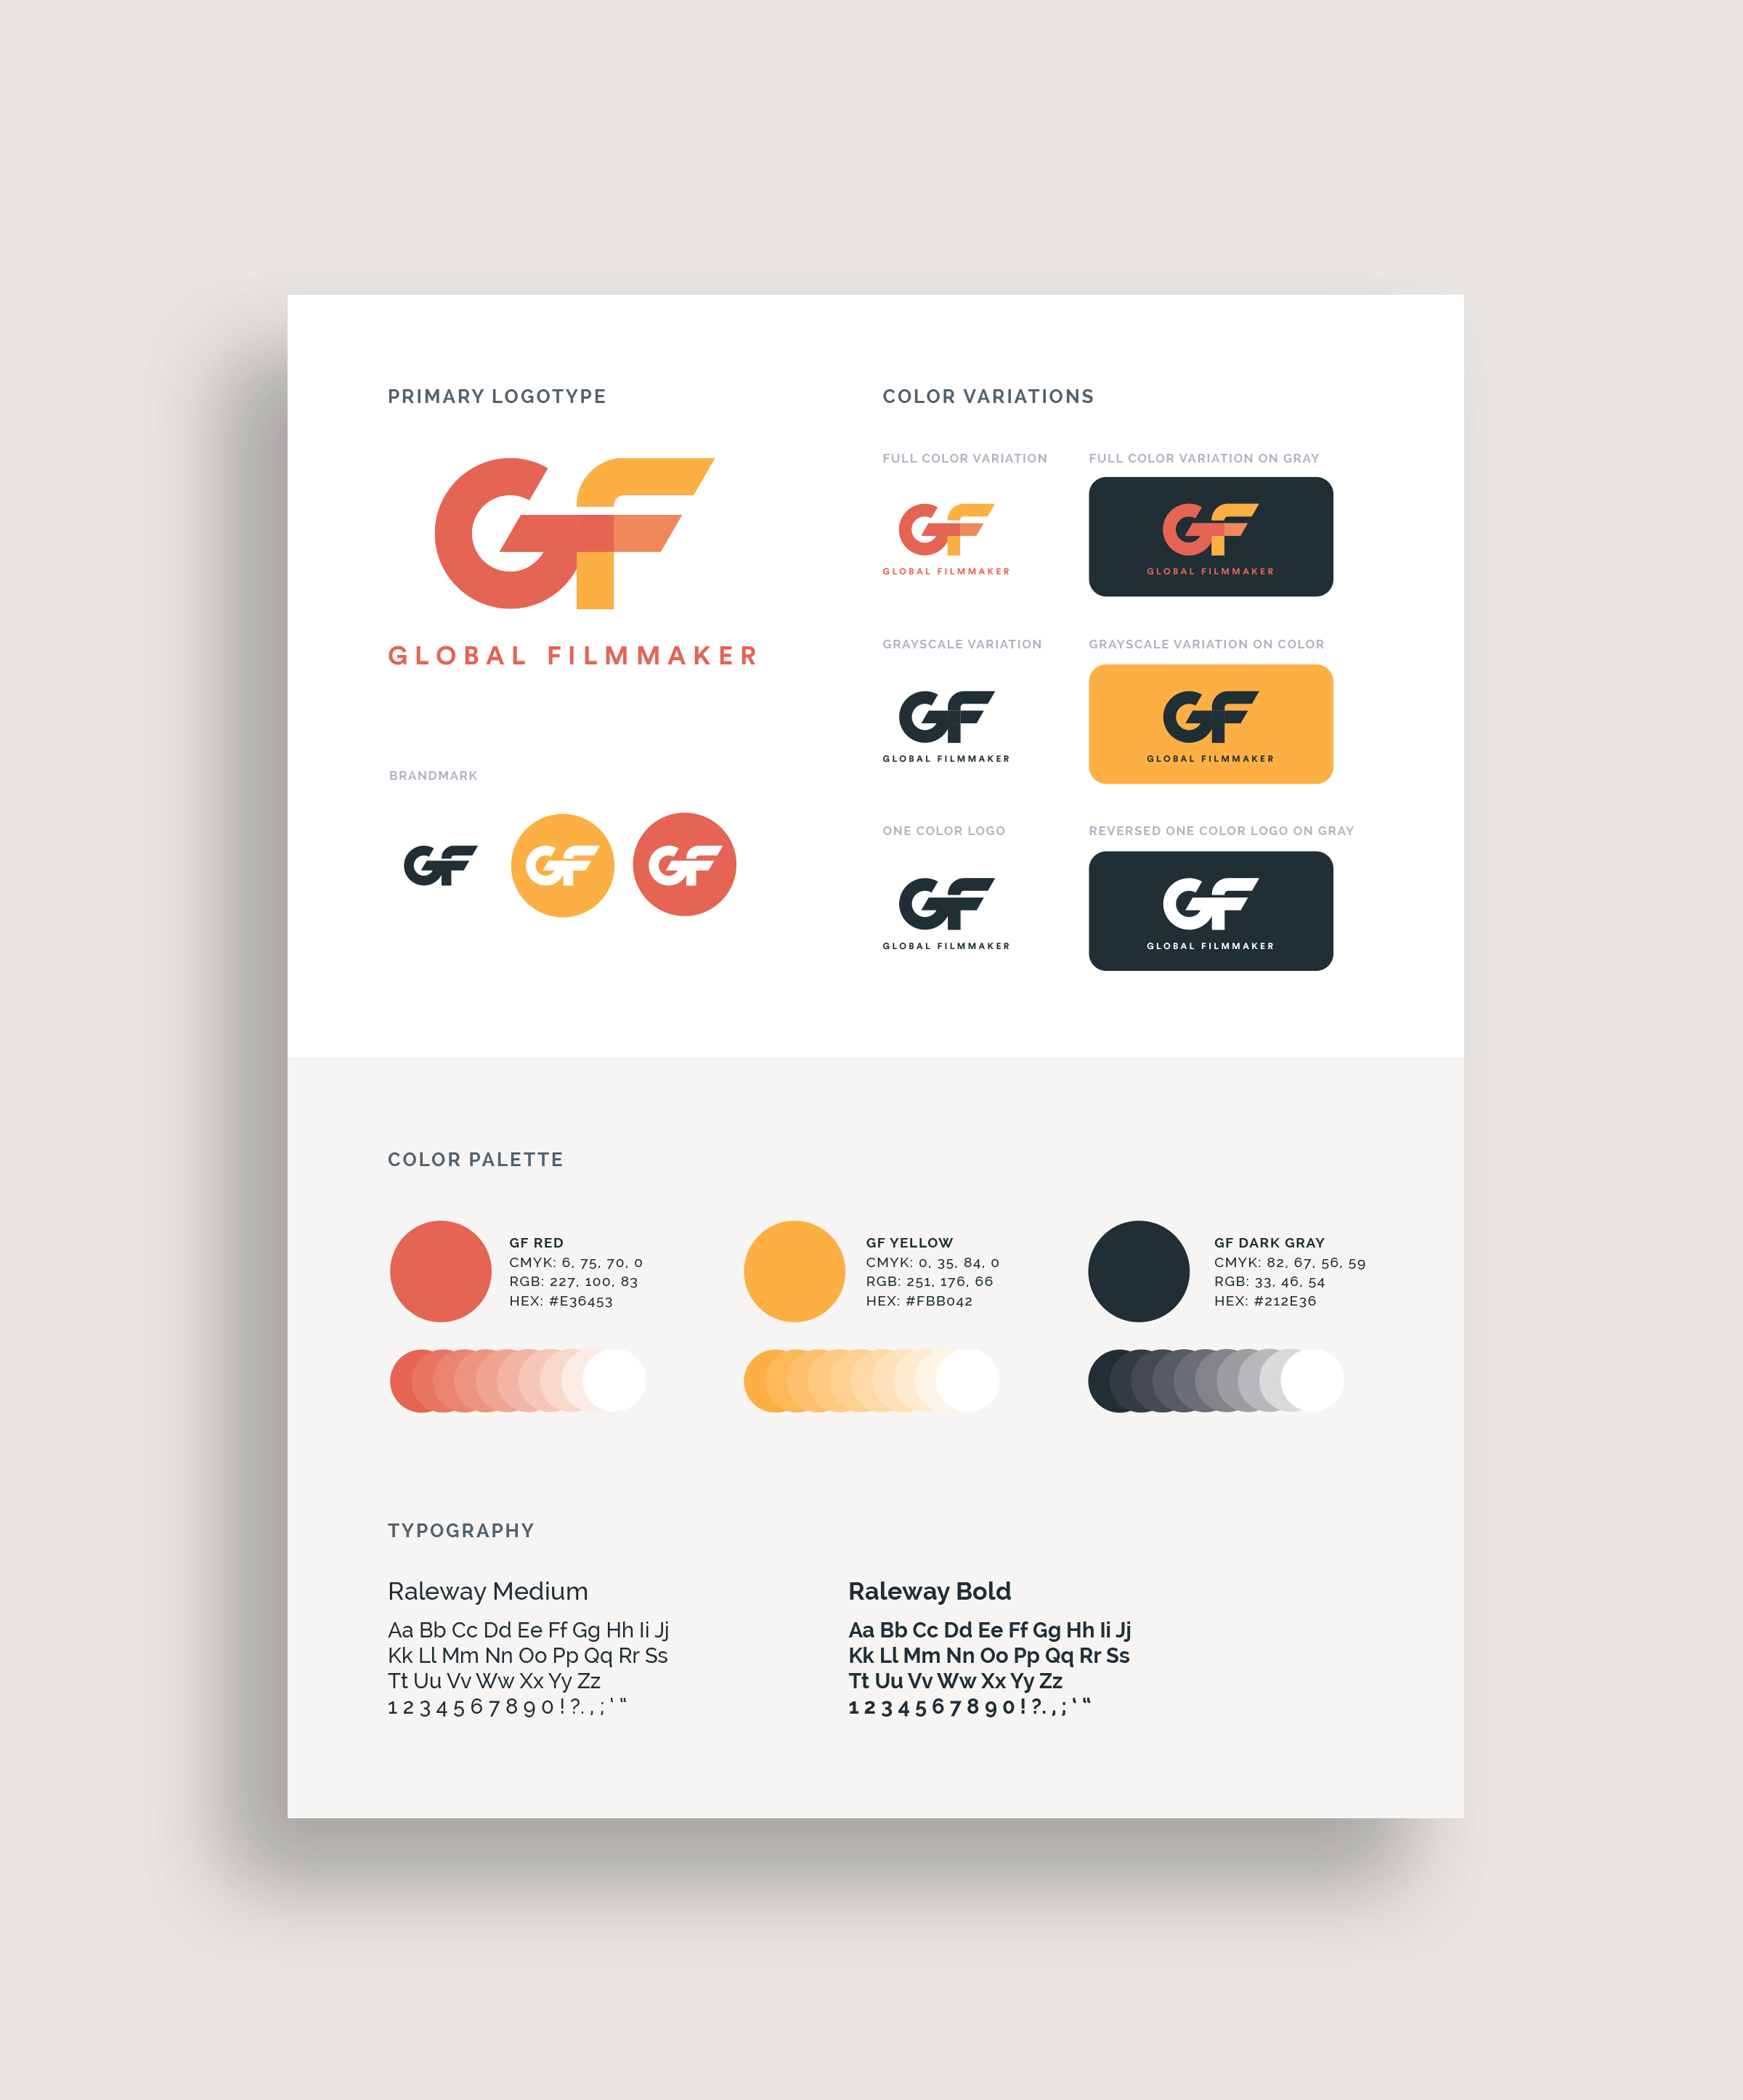 PRIMARY LOGOTYPE
GF
GLOBAL FILMMAKER
BRANDMARK
GF GF GF
COLOR VARIATIONS
FULL COLOR VARIATION
GF
GLOBAL FILMMAKER
FULL COLOR VARIATION ON GRAY
GF
GLOBAL FILMMAKER
GRAYSCALE VARIATION
GF
GLOBAL FILMMAKER
GRAYSCALE VARIATION ON COLOR
GF
GLOBAL FILMMAKER
ONE COLOR LOGO
GF
GLOBAL FILMMAKER
REVERSED ONE COLOR LOGO ON GRAY
GF
GLOBAL FILMMAKER
COLOR PALETTE
GF RED
CMYK: 6, 75, 70, 0
RGB: 227, 100, 83
HEX: #E36453
GF YELLOW
CMYK: 0, 35, 84, 0
RGB: 251, 176, 66
HEX: #FBB042
GF DARK GRAY
CMYK: 82, 67, 56, 59
RGB: 33, 46, 54
HEX: #212E36
TYPOGRAPHY
Raleway Medium
Aa Bb Cc Dd Ee Ff Gg Hh Ii Jj
Kk Ll Mm Nn Oo Pp Qq Rr Ss
Tt Uu Vv Ww Xx Yy Zz
1 2 3 4 5 6 7 8 9 0 ! ? . , ; ‛ ‟
Raleway Bold
Aa Bb Cc Dd Ee Ff Gg Hh Ii Jj
Kk Ll Mm Nn Oo Pp Qq Rr Ss
Tt Uu Vv Ww Xx Yy Zz
1 2 3 4 5 6 7 8 9 0 ! ? . , ; ‛ ‟